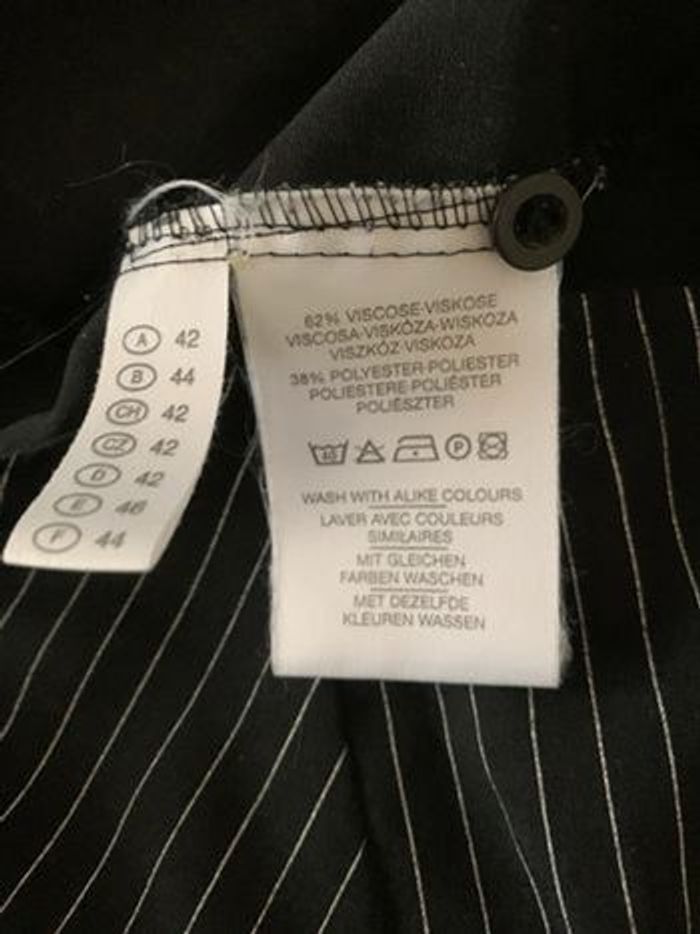 A 42
B 44
CH 42
CZ 42
D 42
E 46
F 44
62% VISCOSE-VISKOSE
VISCOSA-VISKÓZA-WISKOZA
VISZKÓZ VISKOZA
38% POLYESTER-POLIESTER
POLIESTERE-POLIÉSTER
POLIÉSZTER
40 P
WASH WITH ALIKE COLOURS
LAVER AVEC COULEURS
SIMILAIRES
MIT GLEICHEN
FARBEN WASCHEN
MET DEZELFDE
KLEUREN WASSEN